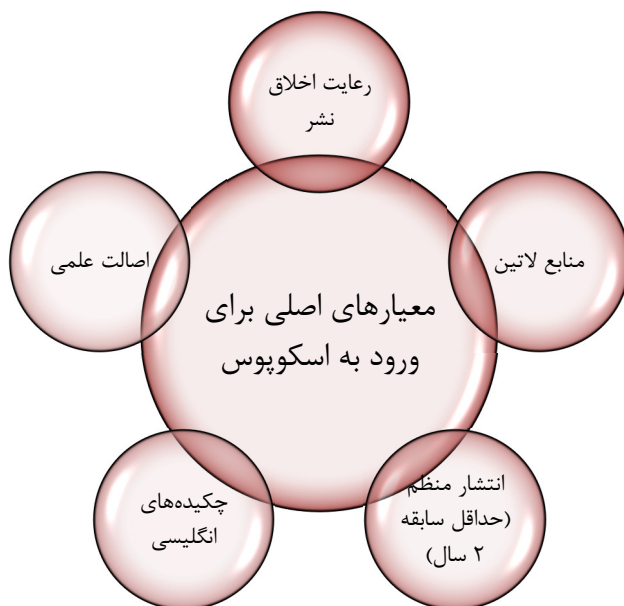 رعایت اخلاق
نشر
منابع لاتین
انتشار منظم
(حداقل سابقه
۲ سال)
چکیده‌های
انگلیسی
اصالت علمی
معیارهای اصلی برای
ورود به اسکوپوس